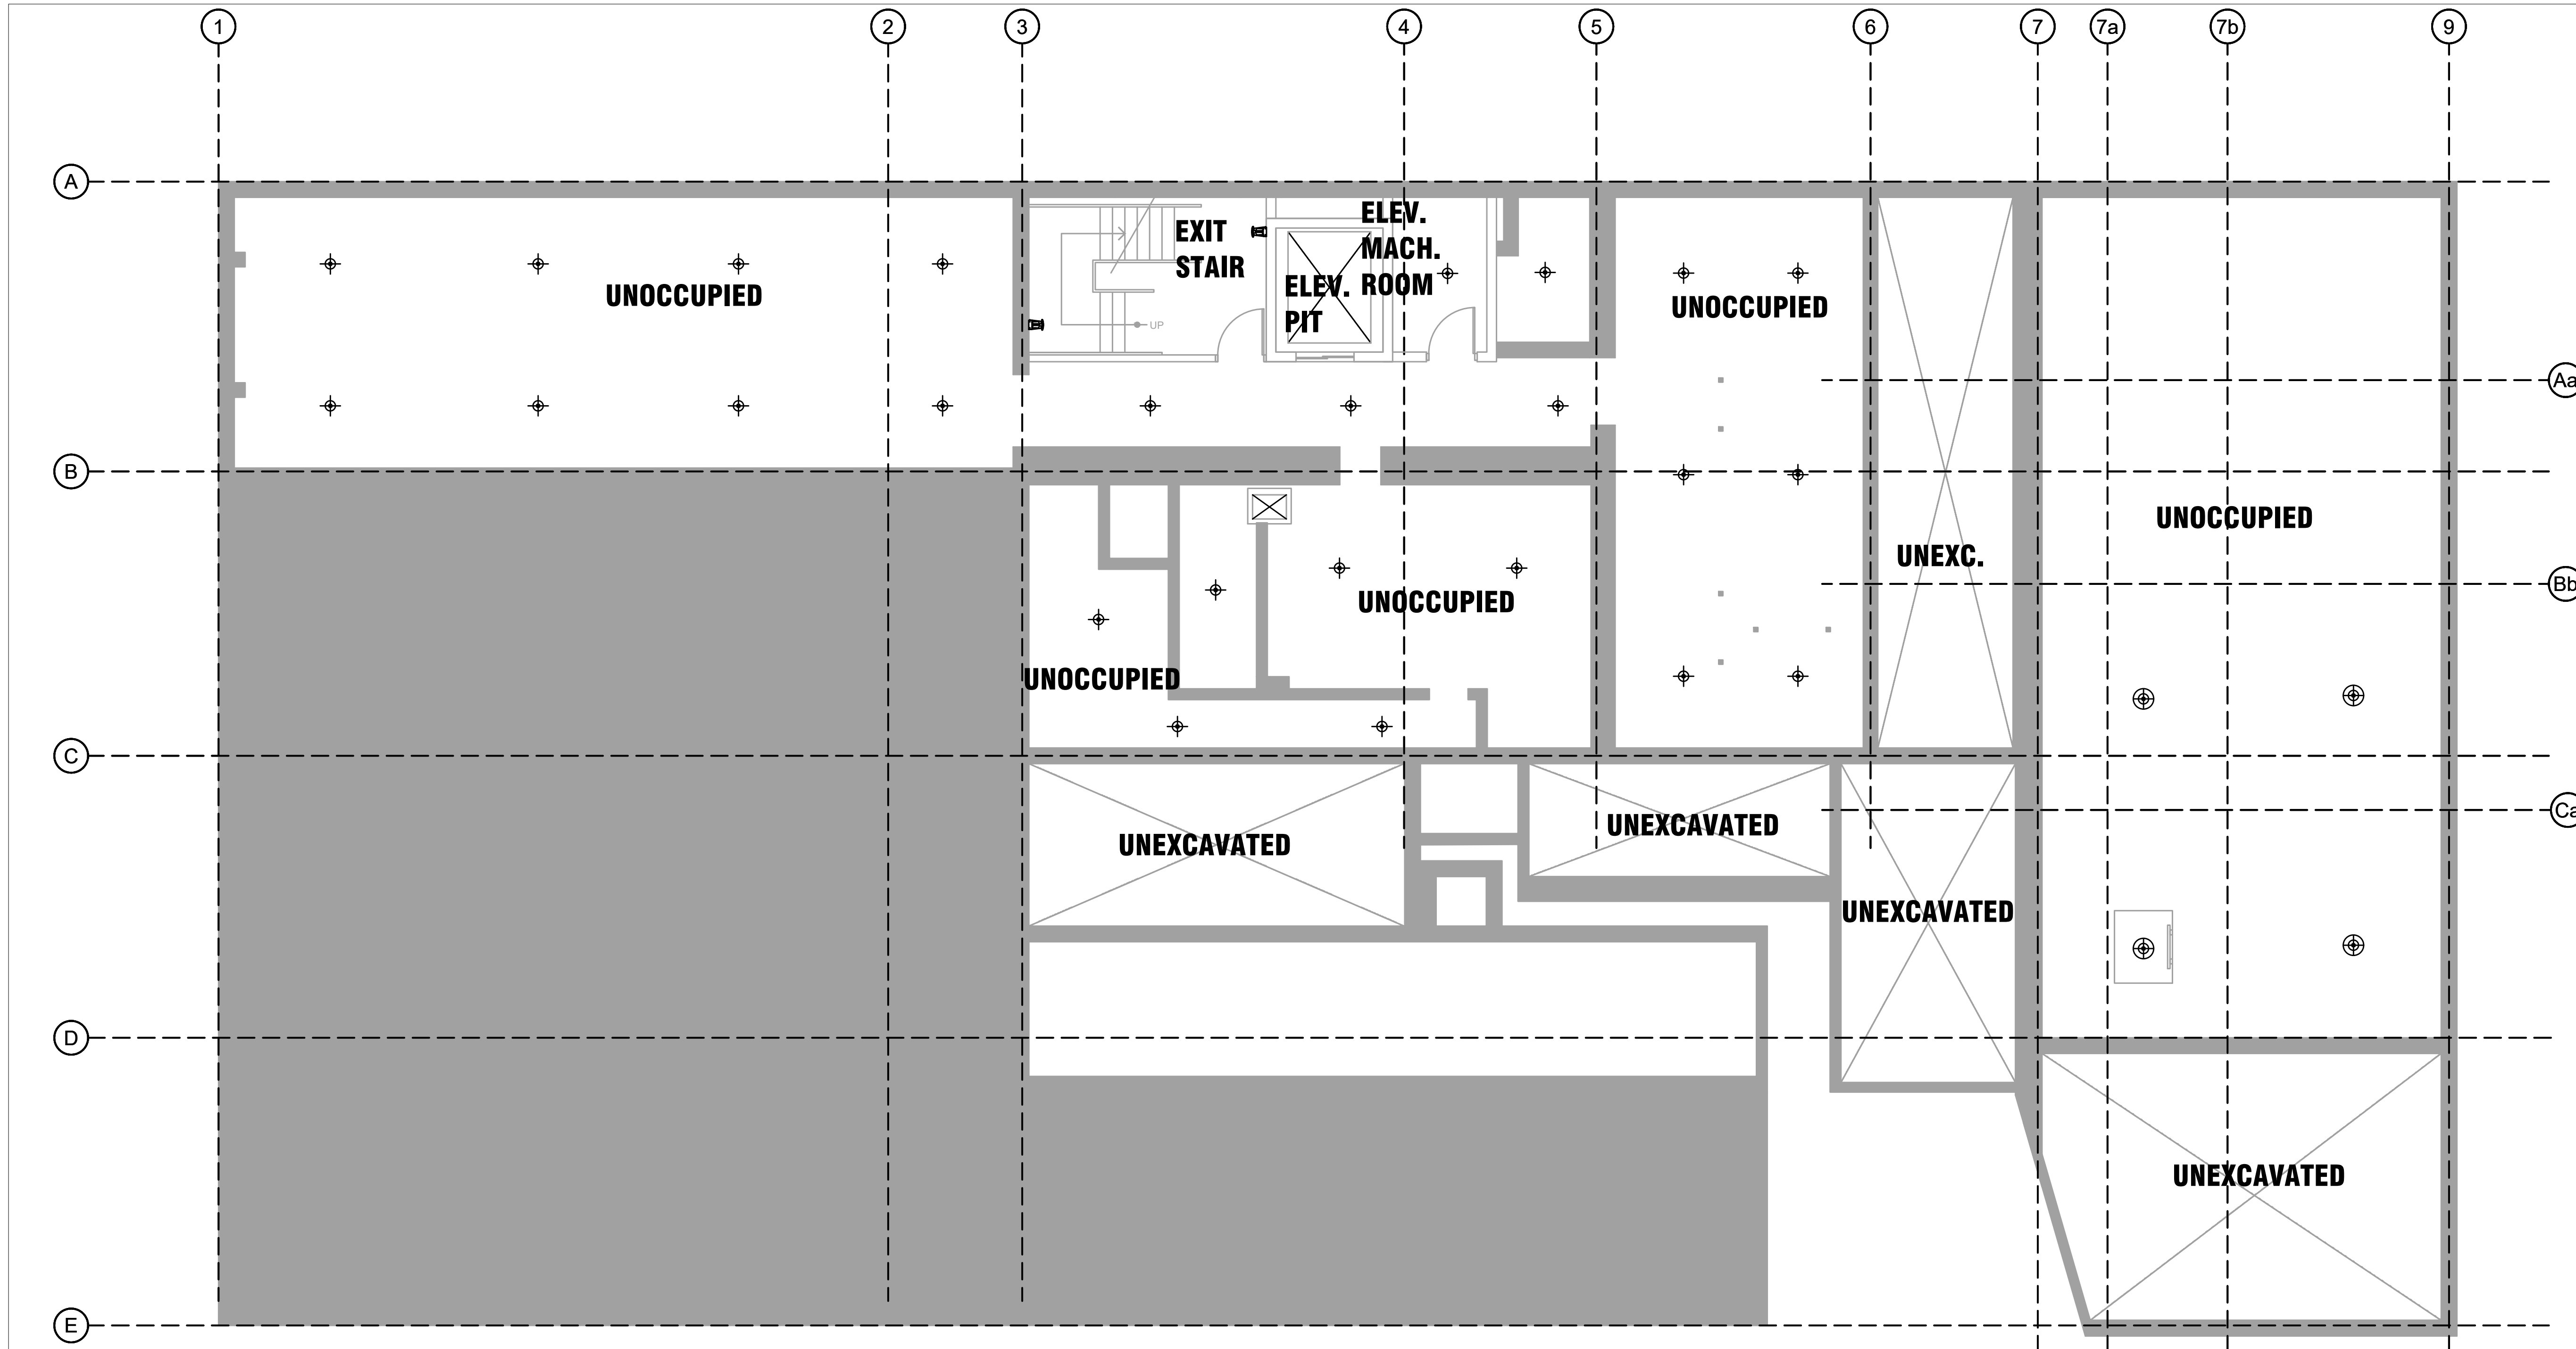 1 2 3 4 5 6 7 7a 7b 9
A
EXIT
STAIR
ELEV.
MACH.
ROOM
ELEV.
PIT
UP
UNOCCUPIED
UNOCCUPIED
Aa
B
UNOCCUPIED
UNEXC.
Bb
UNOCCUPIED
UNOCCUPIED
C
Ca
UNEXCAVATED
UNEXCAVATED
UNEXCAVATED
D
UNEXCAVATED
E